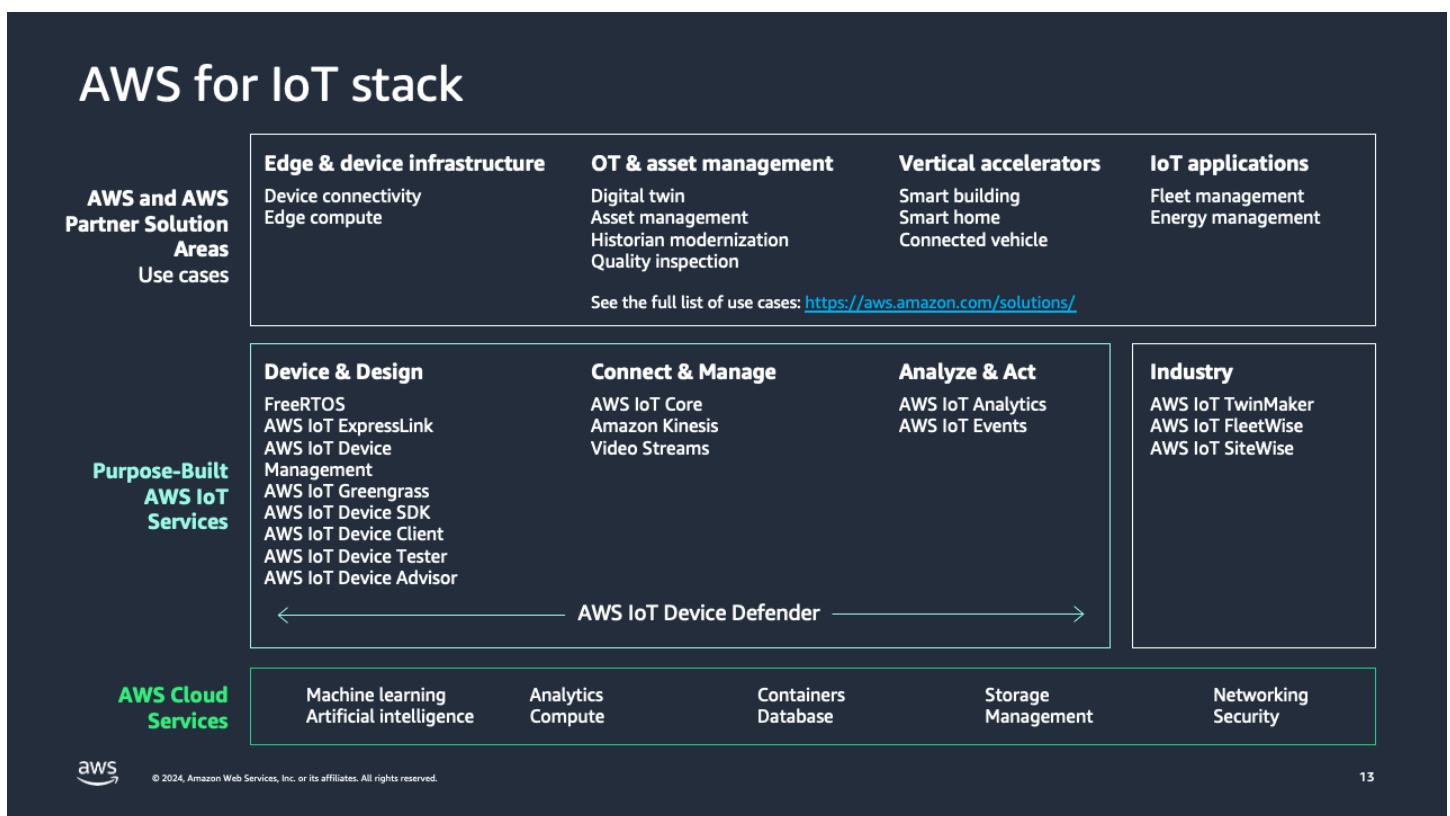 AWS for IoT stack
AWS and AWS
Partner Solution
Areas
Use cases
Edge & device infrastructure
Device connectivity
Edge compute
OT & asset management
Digital twin
Asset management
Historian modernization
Quality inspection
See the full list of use cases: https://aws.amazon.com/solutions/
Vertical accelerators
Smart building
Smart home
Connected vehicle
IoT applications
Fleet management
Energy management
Purpose-Built
AWS IoT
Services
Device & Design
FreeRTOS
AWS IoT ExpressLink
AWS IoT Device
Management
AWS IoT Greengrass
AWS IoT Device SDK
AWS IoT Device Client
AWS IoT Device Tester
AWS IoT Device Advisor
Connect & Manage
AWS IoT Core
Amazon Kinesis
Video Streams
Analyze & Act
AWS IoT Analytics
AWS IoT Events
AWS IoT Device Defender
Industry
AWS IoT TwinMaker
AWS IoT FleetWise
AWS IoT SiteWise
AWS Cloud
Services
Machine learning
Artificial intelligence
Analytics
Compute
Containers
Database
Storage
Management
Networking
Security
aws
© 2024, Amazon Web Services, Inc. or its affiliates. All rights reserved.
13